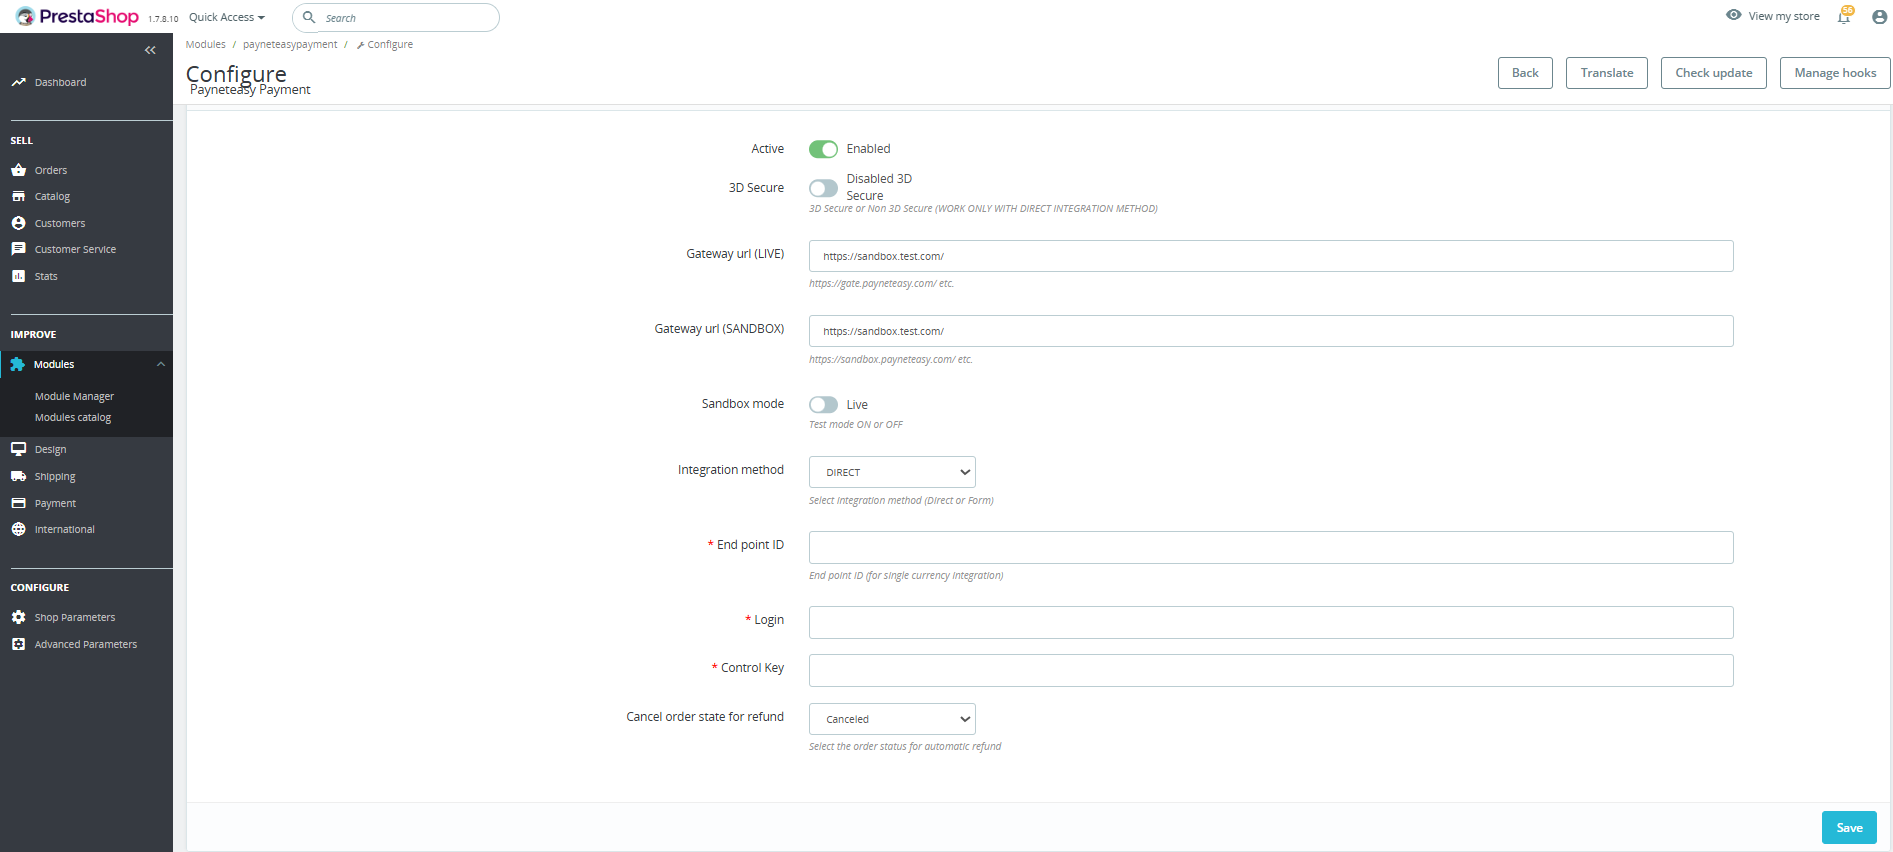 PrestaShop 1.7.8.10 Quick Access Search View my store 56
Modules / payneteasypayment / Configure
Configure
Payneteasy Payment
Back Translate Check update Manage hooks
Dashboard
SELL
Orders
Catalog
Customers
Customer Service
Stats
IMPROVE
Modules
Module Manager
Modules catalog
Design
Shipping
Payment
International
CONFIGURE
Shop Parameters
Advanced Parameters
Active Enabled
3D Secure Disabled 3D
Secure
3D Secure or Non 3D Secure (WORK ONLY WITH DIRECT INTEGRATION METHOD)
Gateway url (LIVE) https://sandbox.test.com/
https://gate.payneteasy.com/ etc.
Gateway url (SANDBOX) https://sandbox.test.com/
https://sandbox.payneteasy.com/ etc.
Sandbox mode Live
Test mode ON or OFF
Integration method DIRECT
Select integration method (Direct or Form)
* End point ID
End point ID (for single currency integration)
* Login
* Control Key
Cancel order state for refund Canceled
Select the order status for automatic refund
Save